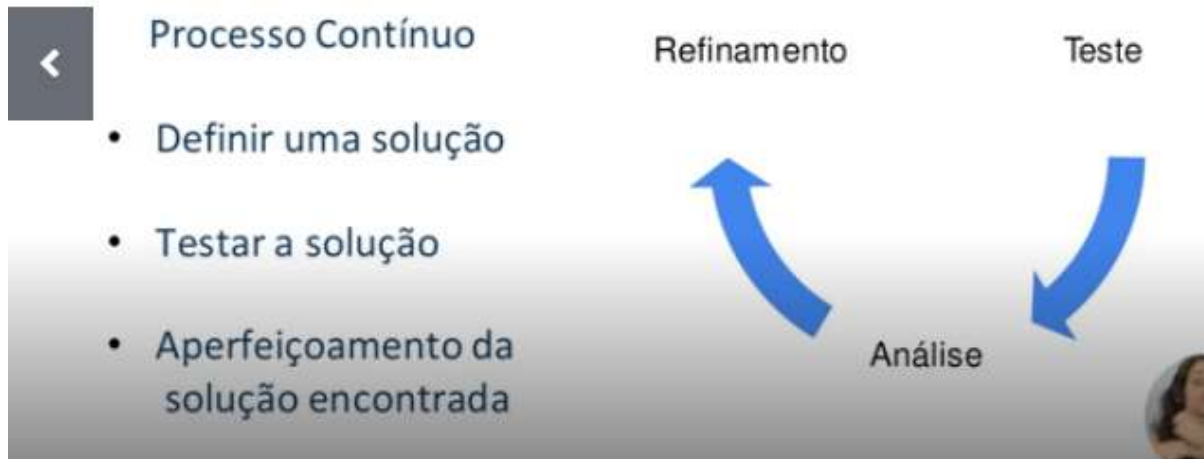 Processo Contínuo
• Definir uma solução
• Testar a solução
• Aperfeiçoamento da
solução encontrada
Refinamento
Teste
Análise